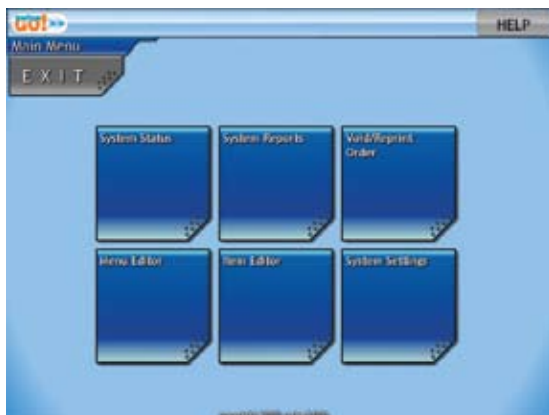 GO!
HELP
Main Menu
EXIT
System Status
System Reports
Void/Reprint
Order
Menu Editor
Item Editor
System Settings